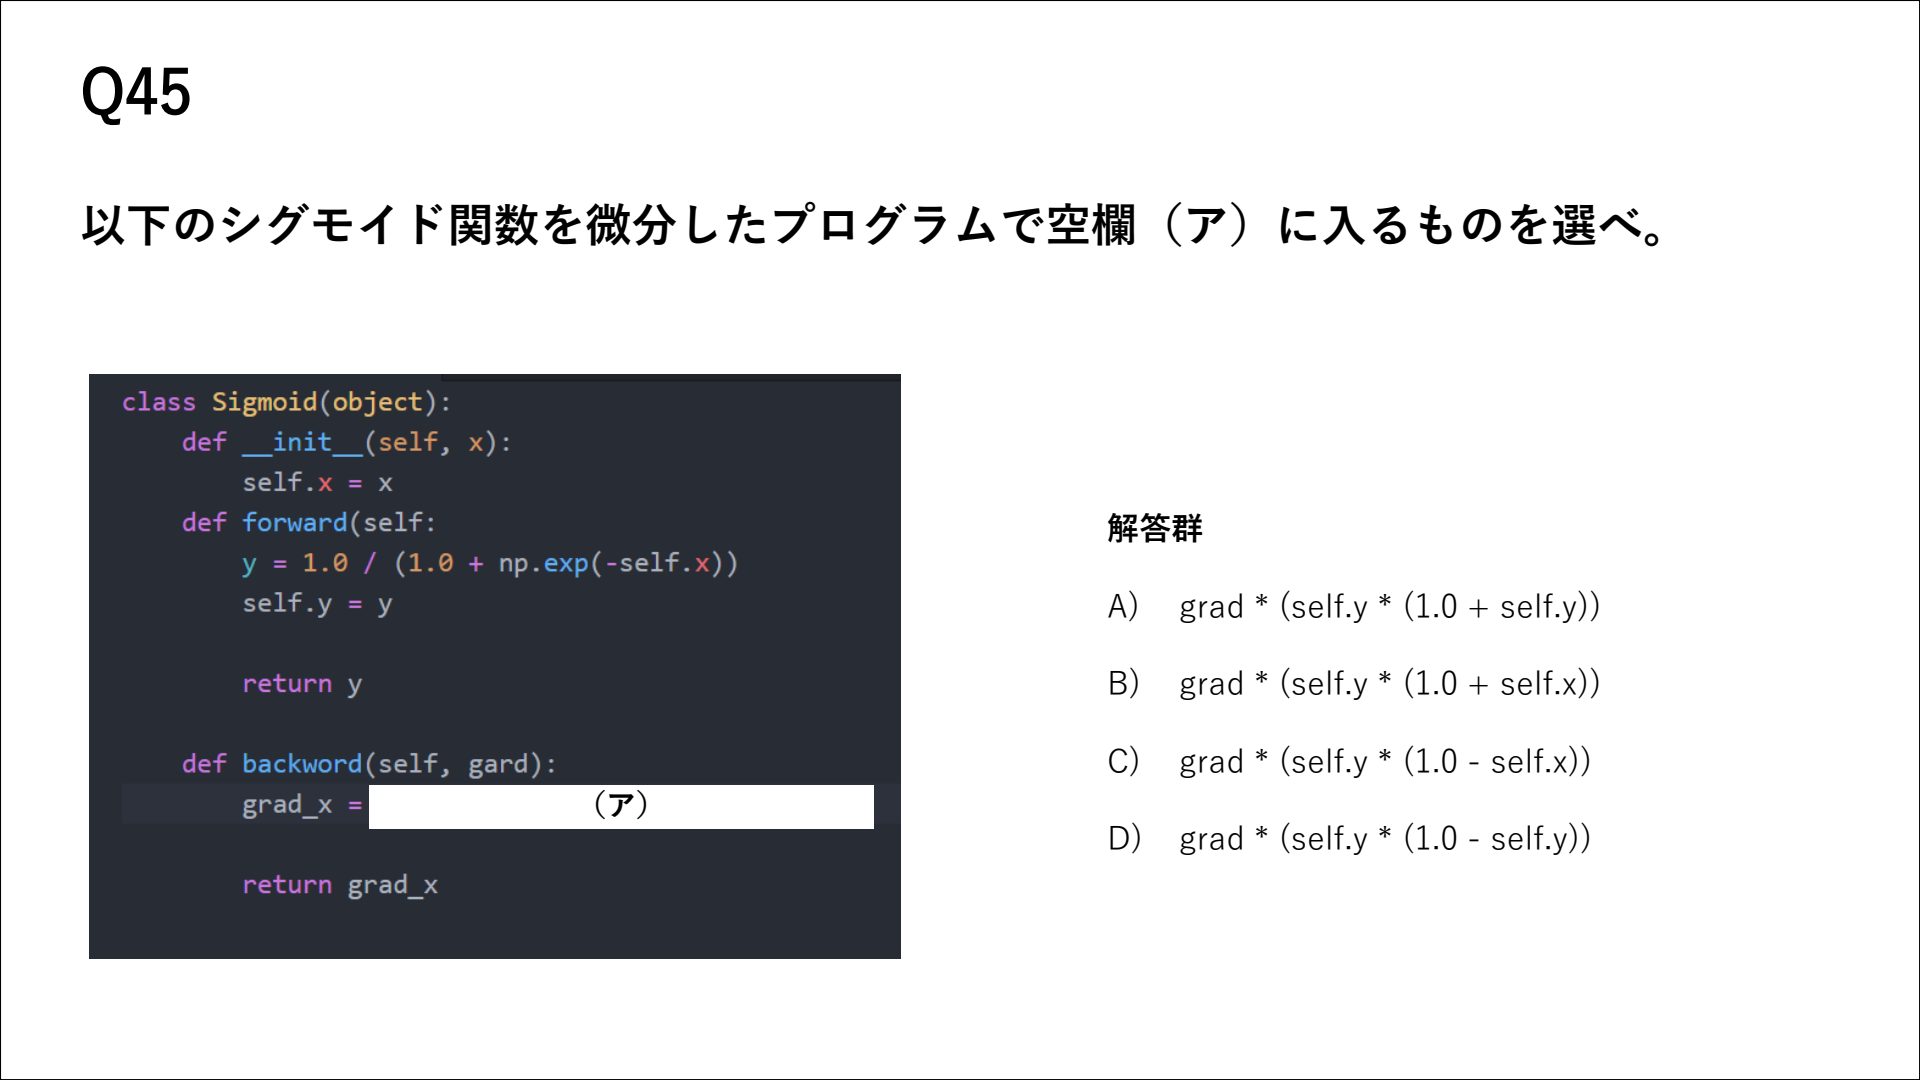 Q45
以下のシグモイド関数を微分したプログラムで空欄（ア）に入るものを選べ。
class Sigmoid(object):
    def __init__(self, x):
        self.x = x
    def forward(self:
        y = 1.0 / (1.0 + np.exp(-self.x))
        self.y = y
        return y
    def backword(self, gard):
        grad_x = （ア）
        return grad_x
解答群
A) grad * (self.y * (1.0 + self.y))
B) grad * (self.y * (1.0 + self.x))
C) grad * (self.y * (1.0 - self.x))
D) grad * (self.y * (1.0 - self.y))